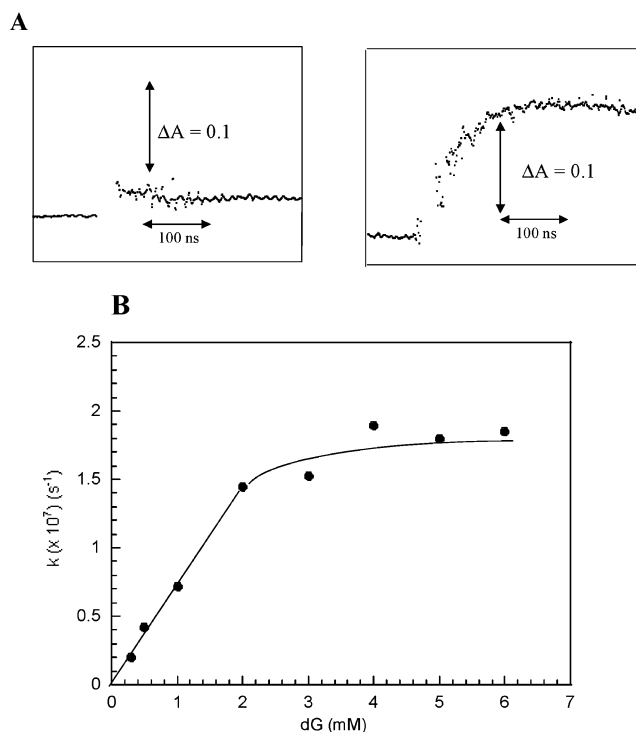 A
ΔA = 0.1
100 ns
ΔA = 0.1
100 ns
B
k (x 10⁷) (s⁻¹)
2.5
2
1.5
1
0.5
0
0 1 2 3 4 5 6 7
dG (mM)